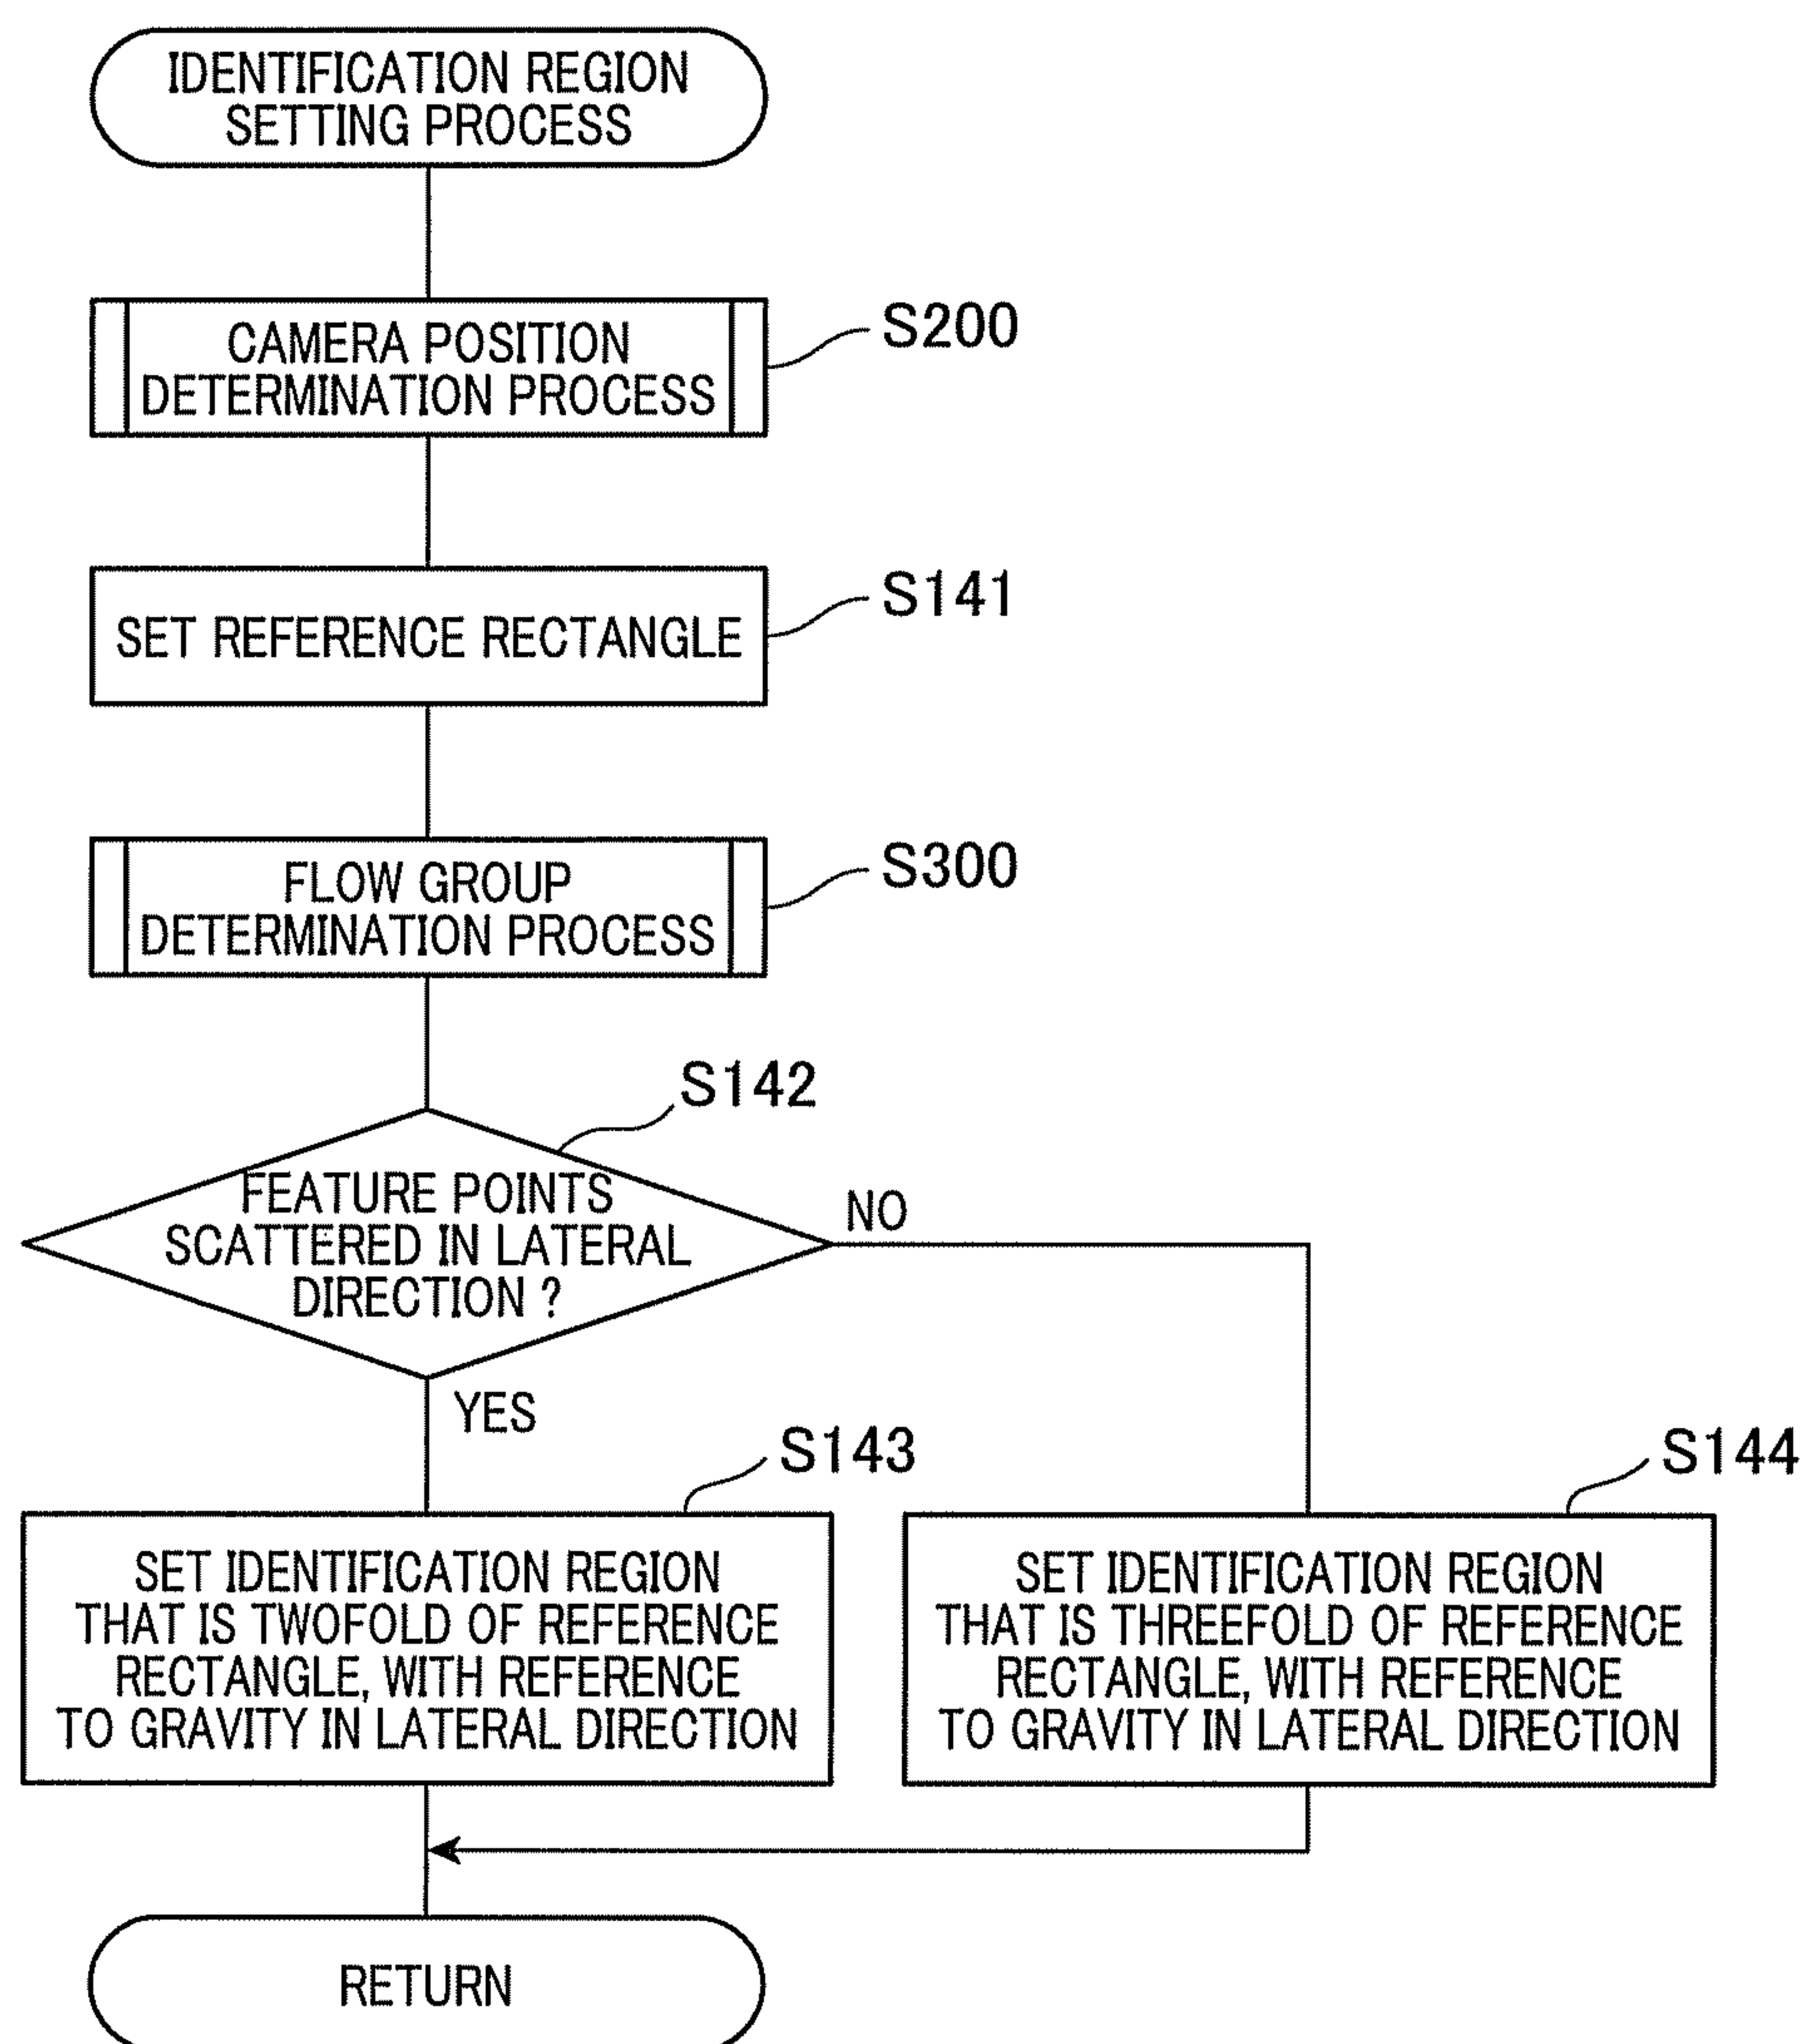 IDENTIFICATION REGION
SETTING PROCESS
CAMERA POSITION
DETERMINATION PROCESS
S200
SET REFERENCE RECTANGLE
S141
FLOW GROUP
DETERMINATION PROCESS
S300
S142
FEATURE POINTS
SCATTERED IN LATERAL
DIRECTION ?
NO
YES
S143
SET IDENTIFICATION REGION
THAT IS TWOFOLD OF REFERENCE
RECTANGLE, WITH REFERENCE
TO GRAVITY IN LATERAL DIRECTION
S144
SET IDENTIFICATION REGION
THAT IS THREEFOLD OF REFERENCE
RECTANGLE, WITH REFERENCE
TO GRAVITY IN LATERAL DIRECTION
RETURN